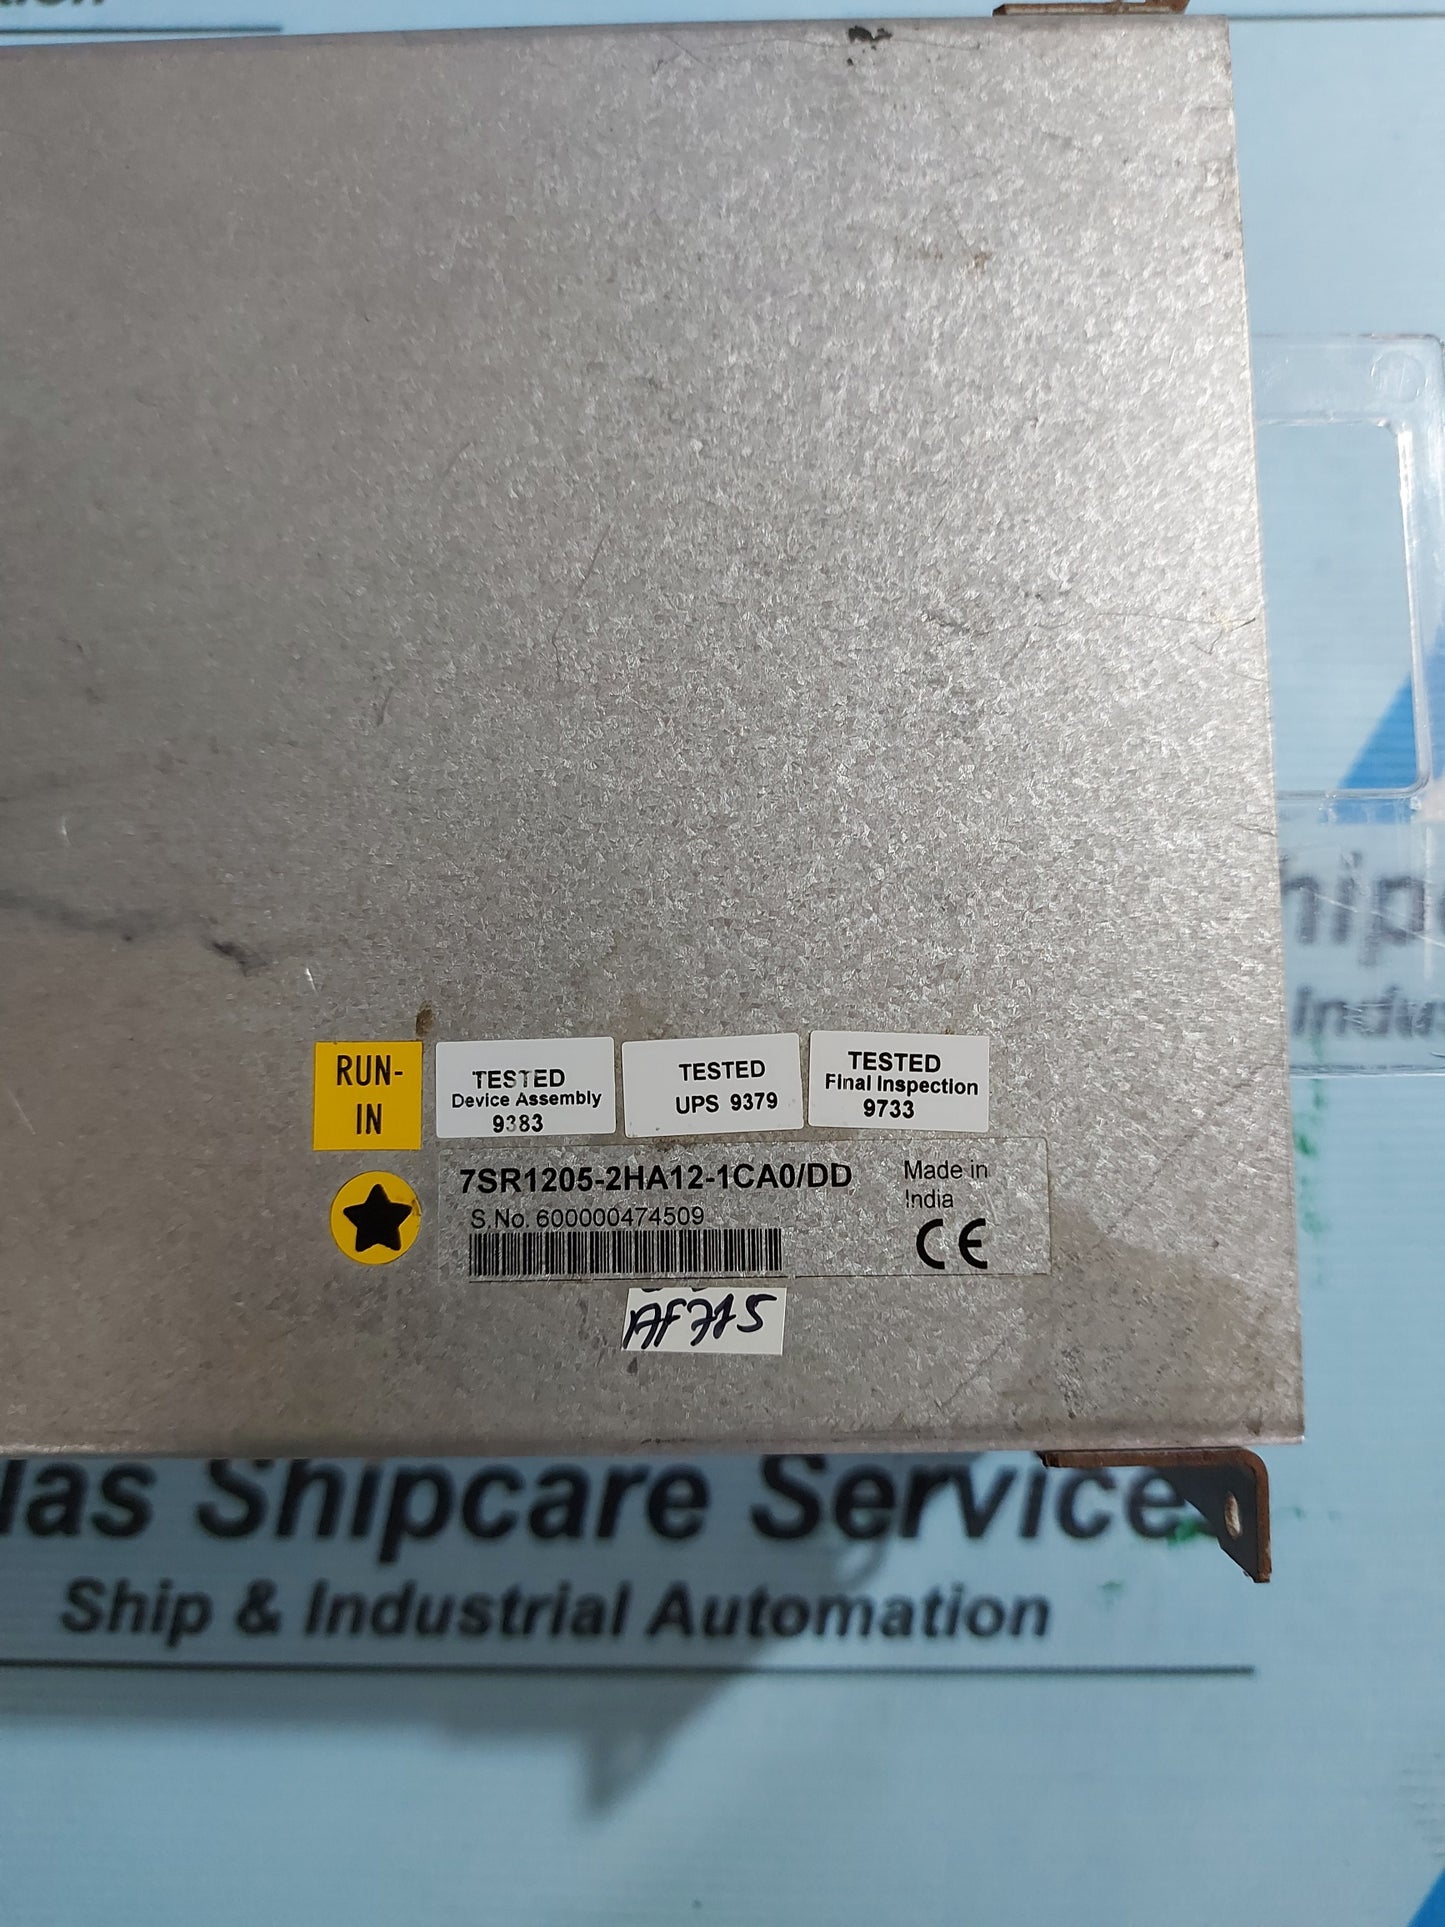 RUN-
IN
TESTED
Device Assembly
9383
TESTED
UPS 9379
TESTED
Final Inspection
9733
7SR1205-2HA12-1CA0/DD
S.No. 600000474509
Made in
India
CE
Shipcare Services
Ship & Industrial Automation